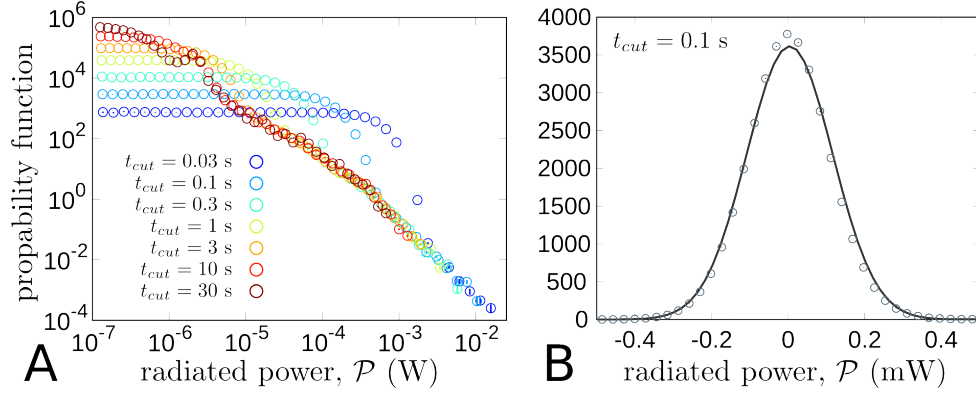 10^6
10^4
10^2
10^0
10^-2
10^-4
propability function
t_cut = 0.03 s
t_cut = 0.1 s
t_cut = 0.3 s
t_cut = 1 s
t_cut = 3 s
t_cut = 10 s
t_cut = 30 s
10^-7 10^-6 10^-5 10^-4 10^-3 10^-2
A radiated power, 𝒫 (W)
t_cut = 0.1 s
4000
3500
3000
2500
2000
1500
1000
500
0
-0.4 -0.2 0 0.2 0.4
B radiated power, 𝒫 (mW)